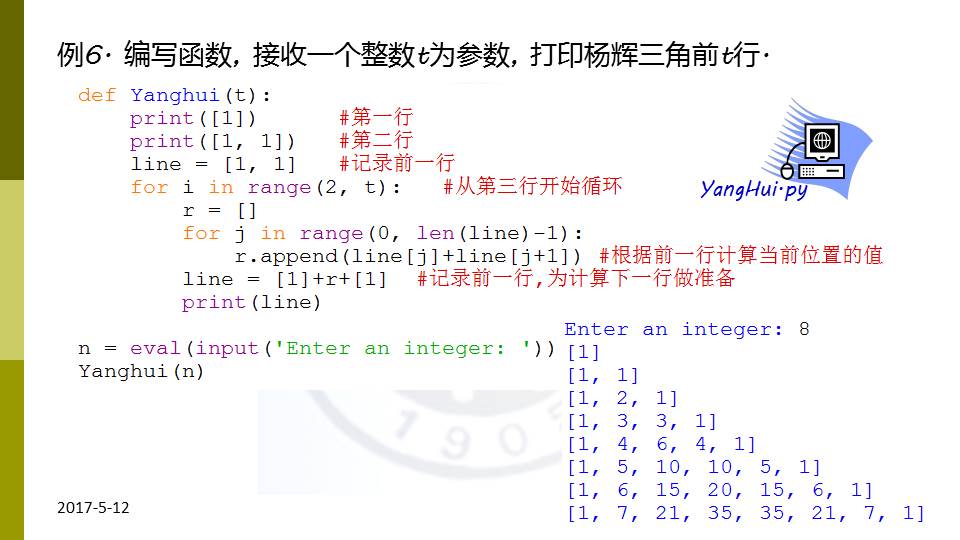 例6. 编写函数, 接收一个整数t为参数, 打印杨辉三角前t行.
def Yanghui(t):
    print([1])      #第一行
    print([1, 1])   #第二行
    line = [1, 1]   #记录前一行
    for i in range(2, t):   #从第三行开始循环
        r = []
        for j in range(0, len(line)-1):
            r.append(line[j]+line[j+1]) #根据前一行计算当前位置的值
        line = [1]+r+[1]  #记录前一行,为计算下一行做准备
        print(line)
n = eval(input('Enter an integer: '))
Yanghui(n)
YangHui.py
Enter an integer: 8
[1]
[1, 1]
[1, 2, 1]
[1, 3, 3, 1]
[1, 4, 6, 4, 1]
[1, 5, 10, 10, 5, 1]
[1, 6, 15, 20, 15, 6, 1]
[1, 7, 21, 35, 35, 21, 7, 1]
190
2017-5-12